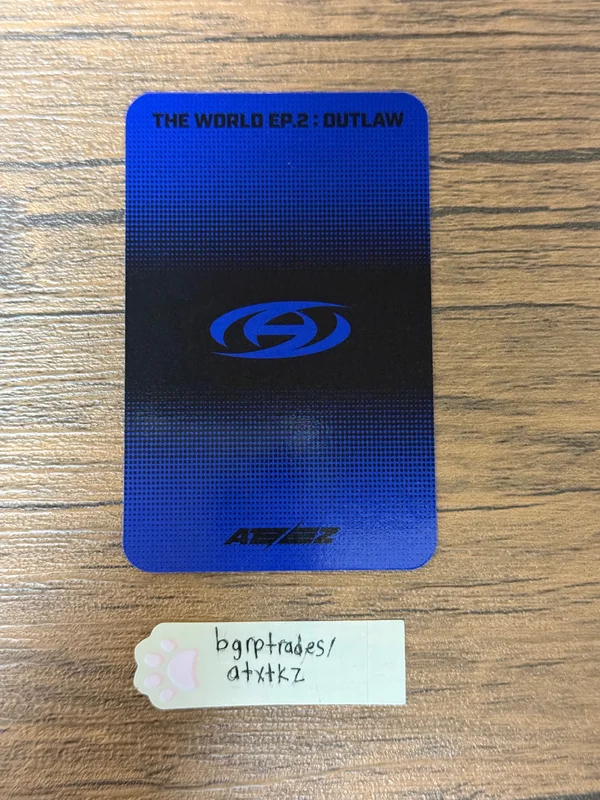 THE WORLD EP.2 : OUTLAW
ATEEZ
bgrptrades/
atxtkz